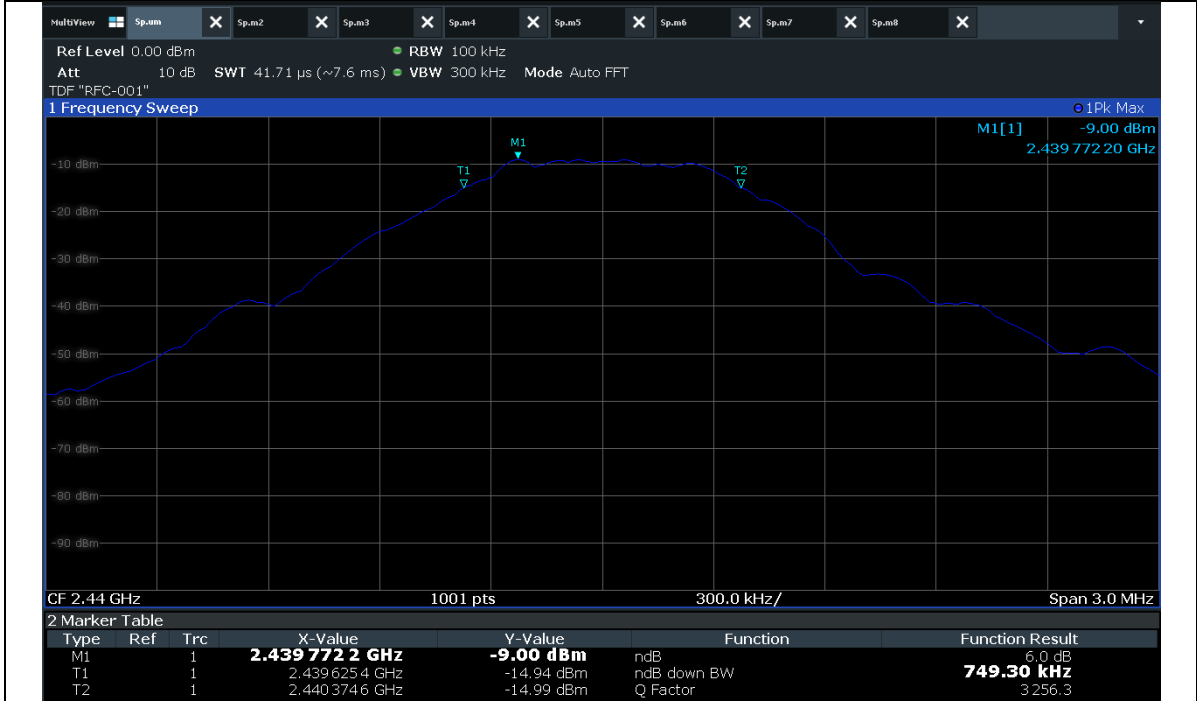 MultiView Sp.um Sp.m2 Sp.m3 Sp.m4 Sp.m5 Sp.m6 Sp.m7 Sp.m8
Ref Level 0.00 dBm RBW 100 kHz
Att 10 dB SWT 41.71 µs (~7.6 ms) VBW 300 kHz Mode Auto FFT
TDF "RFC-001"
1 Frequency Sweep 1Pk Max
M1[1] -9.00 dBm
2.439 772 20 GHz
M1
-10 dBm
T1 T2
-20 dBm
-30 dBm
-40 dBm
-50 dBm
-60 dBm
-70 dBm
-80 dBm
-90 dBm
CF 2.44 GHz 1001 pts 300.0 kHz/ Span 3.0 MHz
2 Marker Table
Type Ref Trc X-Value Y-Value Function Function Result
M1 1 2.439 772 2 GHz -9.00 dBm ndB 6.0 dB
T1 1 2.439 625 4 GHz -14.94 dBm ndB down BW 749.30 kHz
T2 1 2.440 374 6 GHz -14.99 dBm Q Factor 3 256.3